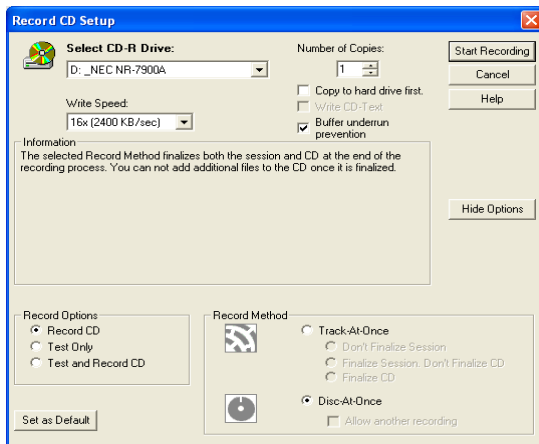 Record CD Setup
Select CD-R Drive:
D: _NEC NR-7900A
Write Speed:
16x (2400 KB/sec)
Number of Copies:
1
Copy to hard drive first.
Write CD-Text
Buffer underrun
prevention
Start Recording
Cancel
Help
Information
The selected Record Method finalizes both the session and CD at the end of the
recording process. You can not add additional files to the CD once it is finalized.
Hide Options
Record Options
Record CD
Test Only
Test and Record CD
Set as Default
Record Method
Track-At-Once
Don't Finalize Session
Finalize Session. Don't Finalize CD
Finalize CD
Disc-At-Once
Allow another recording